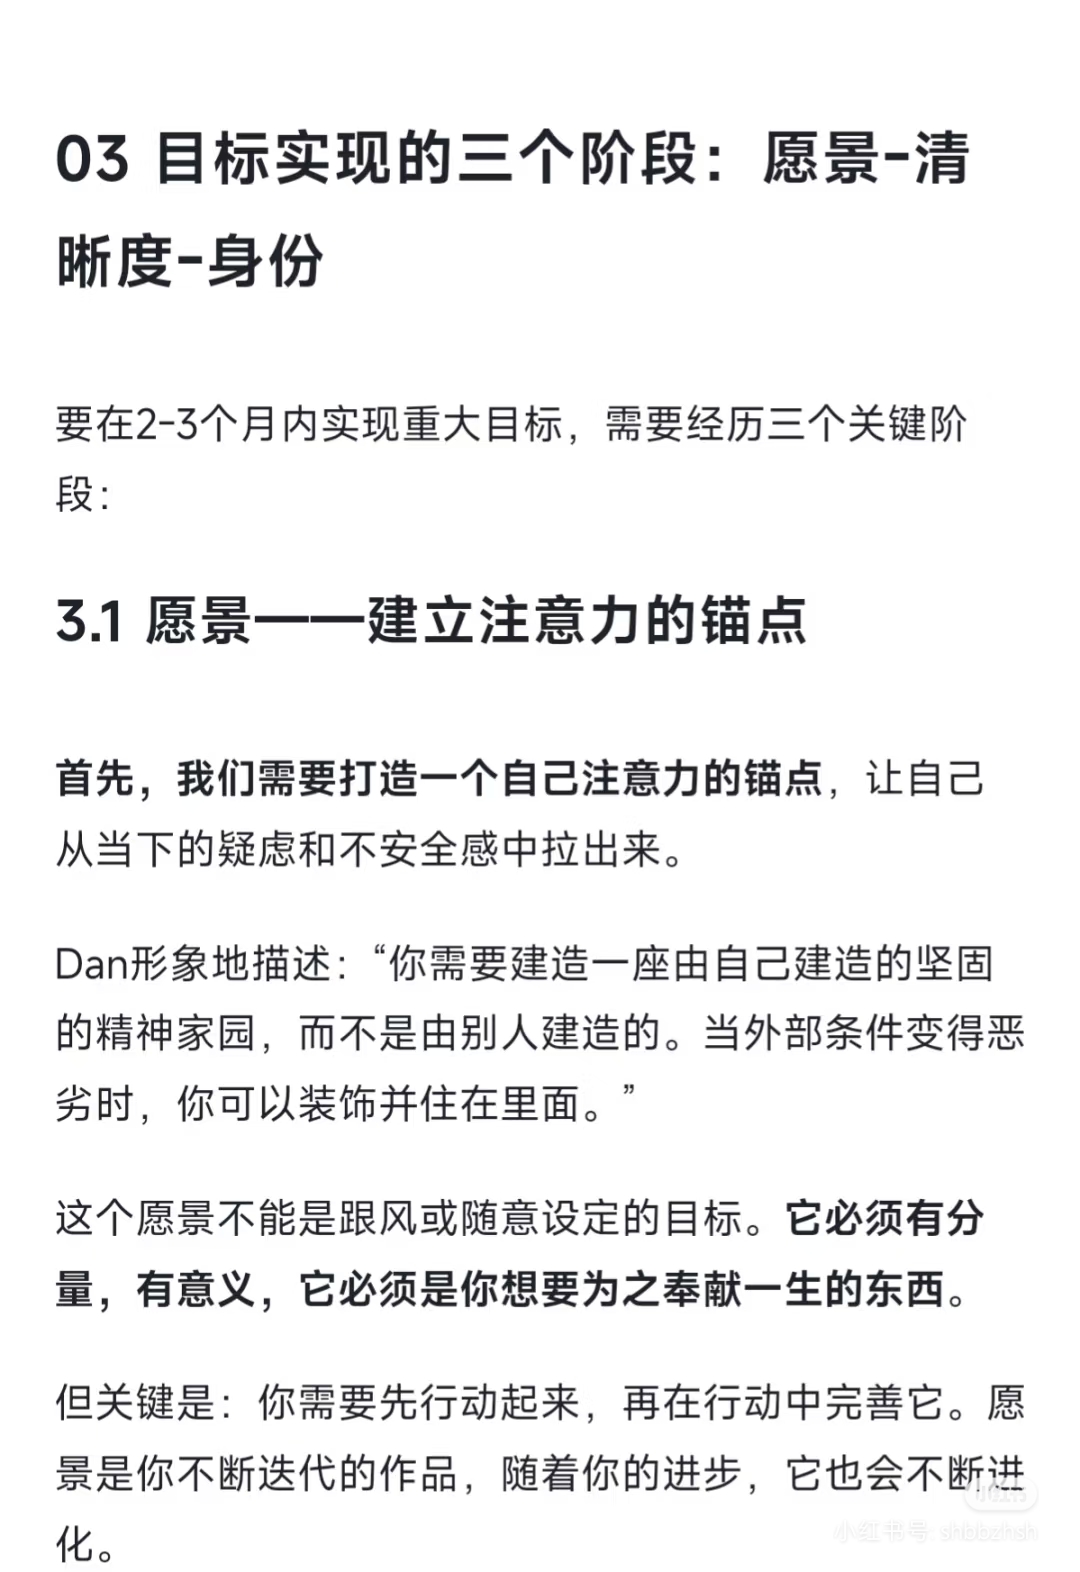 03 目标实现的三个阶段：愿景-清
晰度-身份
要在2-3个月内实现重大目标，需要经历三个关键阶
段：
3.1 愿景——建立注意力的锚点
首先，我们需要打造一个自己注意力的锚点，让自己
从当下的疑虑和不安全感中拉出来。
Dan形象地描述：“你需要建造一座由自己建造的坚固
的精神家园，而不是由别人建造的。当外部条件变得恶
劣时，你可以装饰并住在里面。”
这个愿景不能是跟风或随意设定的目标。它必须有分
量，有意义，它必须是你想要为之奉献一生的东西。
但关键是：你需要先行动起来，再在行动中完善它。愿
景是你不断迭代的作品，随着你的进步，它也会不断进
化。
小红书
小红书号: shbbzhsh